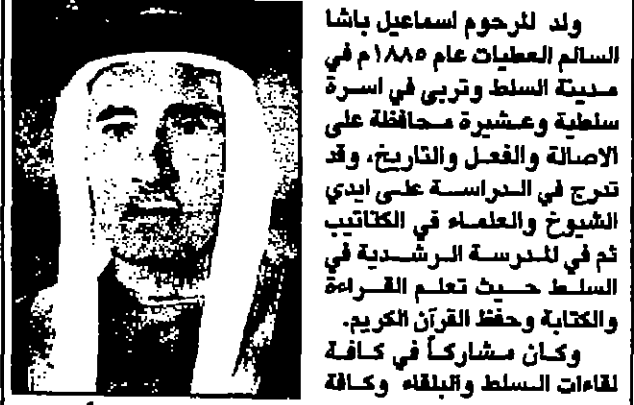 ولد المرحوم اسماعيل باشا
السالم العطيات عام ١٨٨٥م في
مدينة السلط وتربى في اسرة
سلطية وعشيرة محافظة على
الاصالة والفعل والتاريخ، وقد
تدرج في الدراسة على ايدي
الشيوخ والعلماء في الكتاتيب
ثم في المدرسة الرشدية في
السلط حيث تعلم القراءة
والكتابة وحفظ القرآن الكريم.
وكان مشاركاً في كافة
لقاءات السلط والبلقاء وكافة